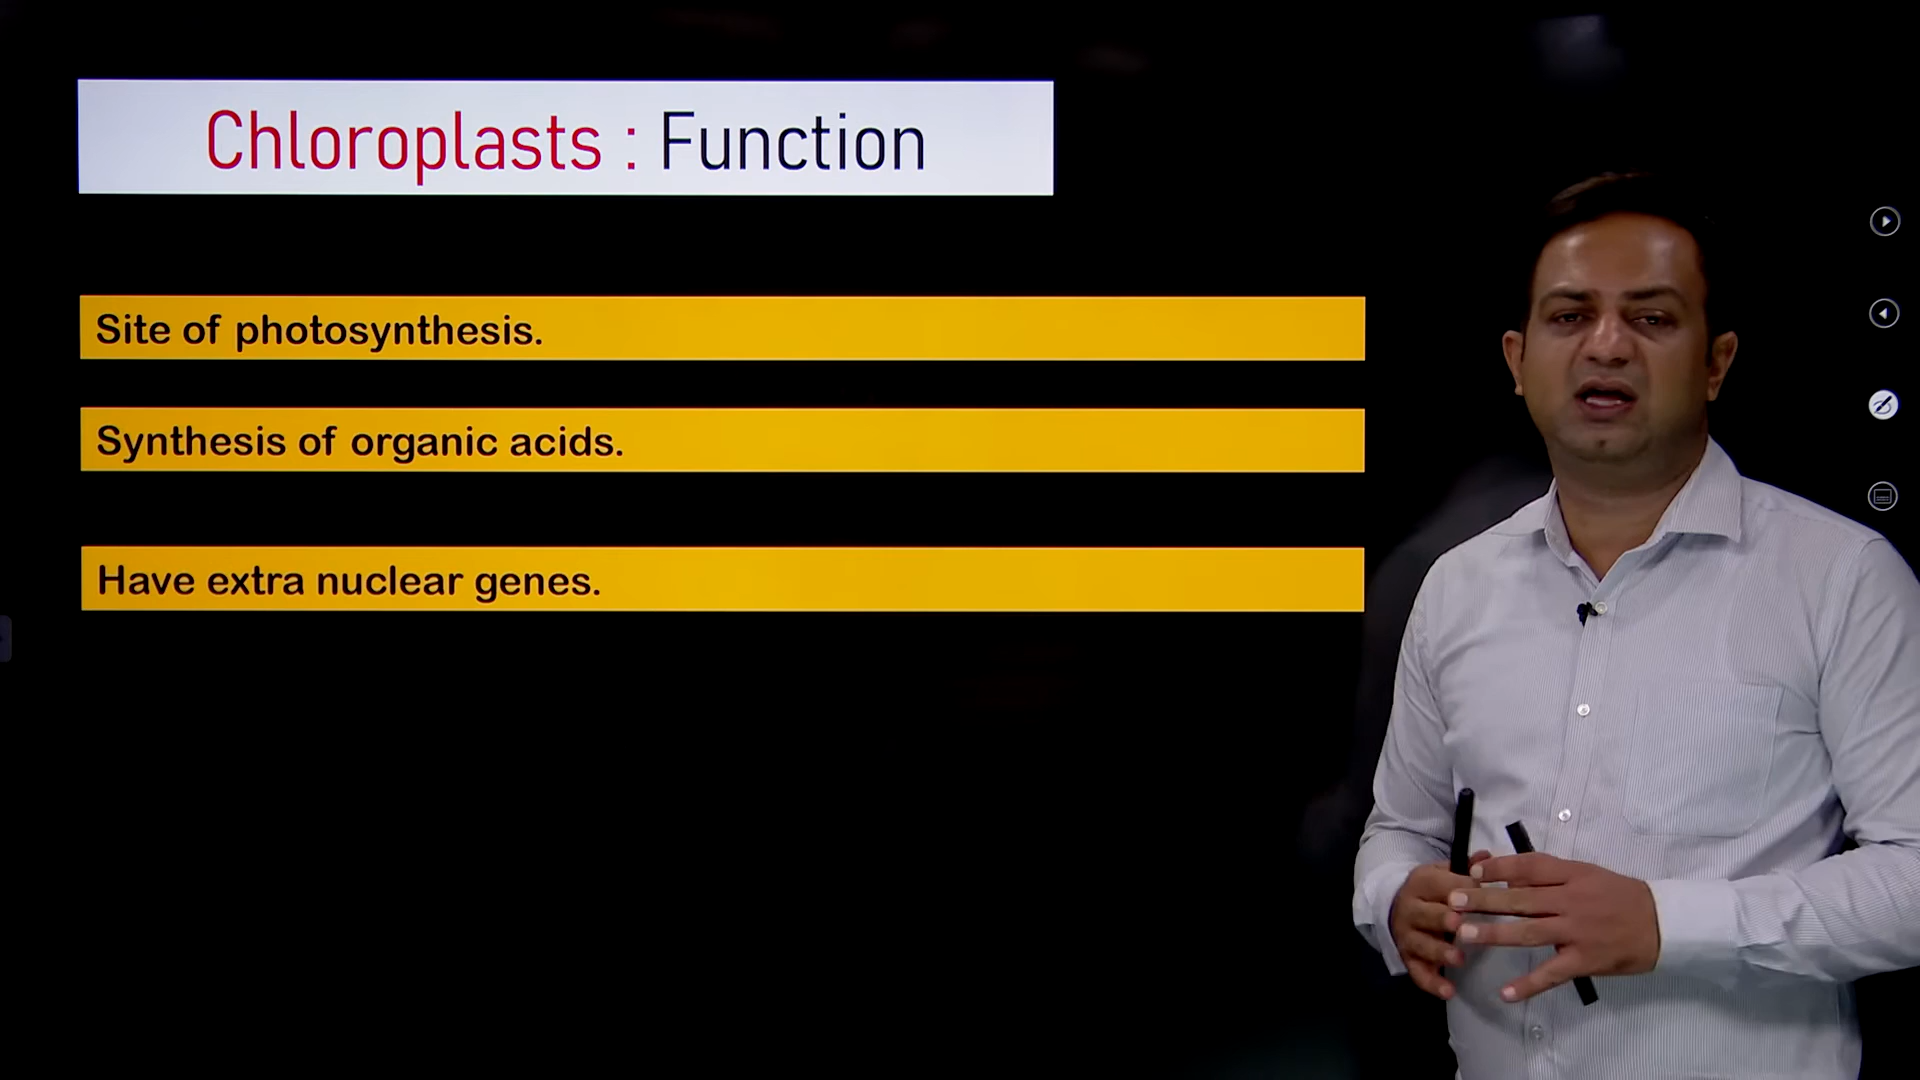 Chloroplasts : Function
Site of photosynthesis.
Synthesis of organic acids.
Have extra nuclear genes.